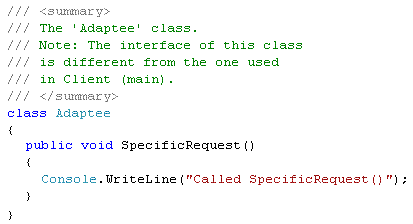 /// <summary>
/// The 'Adaptee' class.
/// Note: The interface of this class
/// is different from the one used
/// in Client (main).
/// </summary>
class Adaptee
{
public void SpecificRequest()
{
Console.WriteLine("Called SpecificRequest()");
}
}